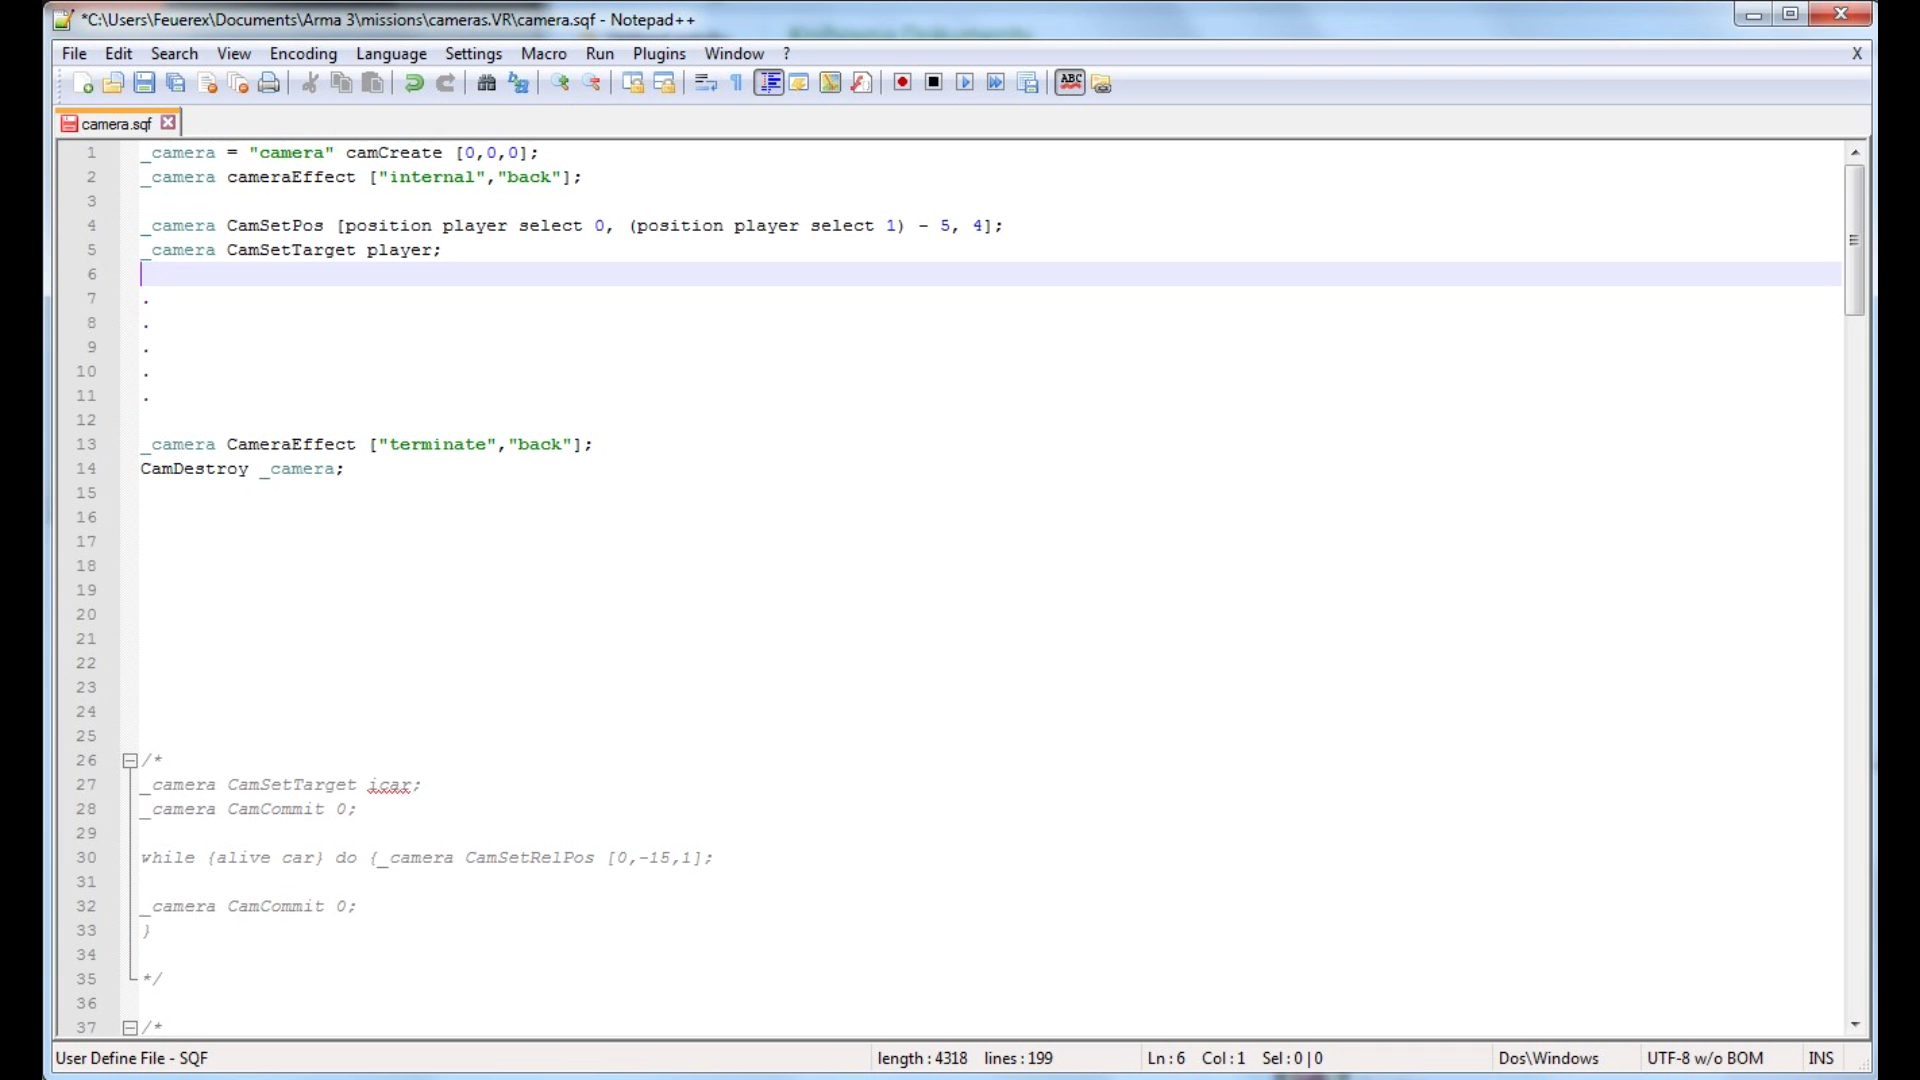 *C:\Users\Feuerex\Documents\Arma 3\missions\cameras.VR\camera.sqf - Notepad++
File Edit Search View Encoding Language Settings Macro Run Plugins Window ? X
ABC
camera.sqf
1 _camera = "camera" camCreate [0,0,0];
2 _camera cameraEffect ["internal","back"];
3
4 _camera CamSetPos [position player select 0, (position player select 1) - 5, 4];
5 _camera CamSetTarget player;
6
7 .
8 .
9 .
10 .
11 .
12
13 _camera CameraEffect ["terminate","back"];
14 CamDestroy _camera;
15
16
17
18
19
20
21
22
23
24
25
26 /*
27 _camera CamSetTarget icar;
28 _camera CamCommit 0;
29
30 while {alive car} do {_camera CamSetRelPos [0,-15,1];
31
32 _camera CamCommit 0;
33 }
34
35 */
36
37 /*
User Define File - SQF length : 4318 lines : 199 Ln : 6 Col : 1 Sel : 0 | 0 Dos\Windows UTF-8 w/o BOM INS